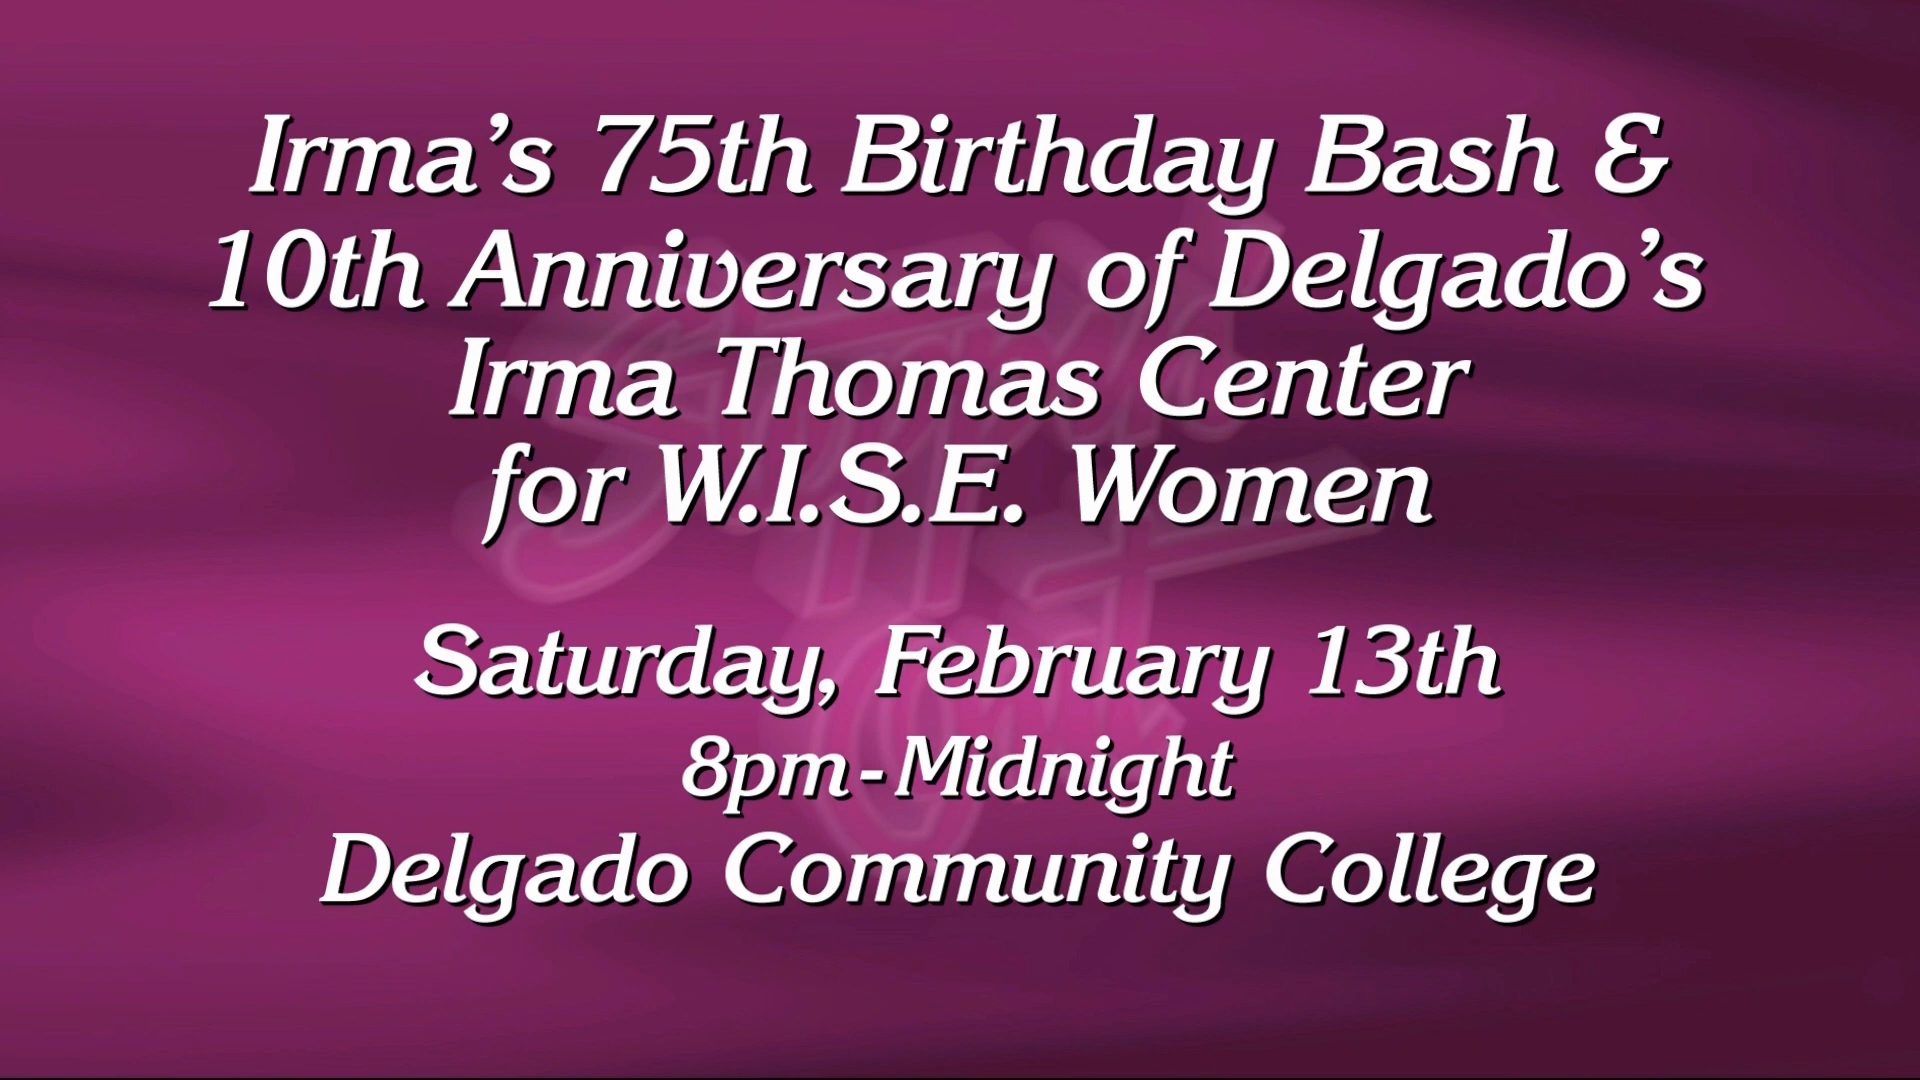 Irma’s 75th Birthday Bash &
10th Anniversary of Delgado’s
Irma Thomas Center
for W.I.S.E. Women
Saturday, February 13th
8pm - Midnight
Delgado Community College